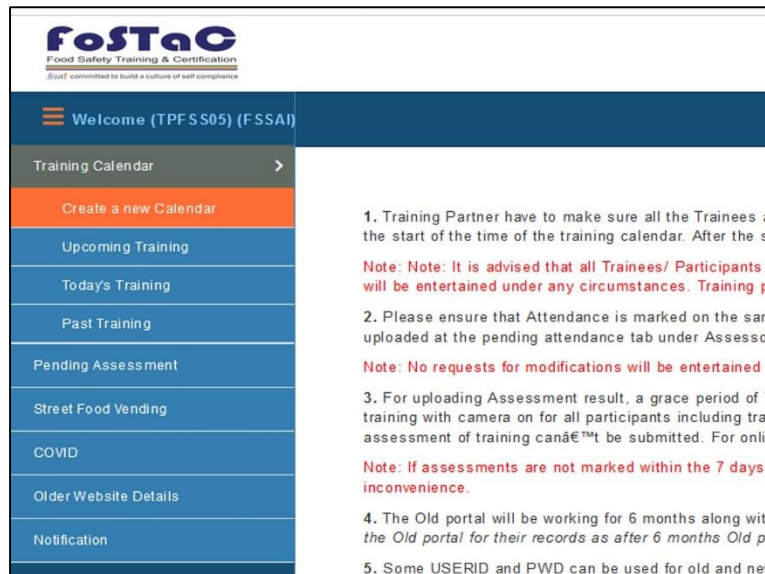 FoSTaC
Food Safety Training & Certification
fssai committed to build a culture of self compliance
Welcome (TPFSS05) (FSSAI)
Training Calendar
Create a new Calendar
Upcoming Training
Today's Training
Past Training
Pending Assessment
Street Food Vending
COVID
Older Website Details
Notification
1. Training Partner have to make sure all the Trainees
the start of the time of the training calendar. After the
Note: Note: It is advised that all Trainees/ Participants
will be entertained under any circumstances. Training
2. Please ensure that Attendance is marked on the
uploaded at the pending attendance tab under
Note: No requests for modifications will be entertained
3. For uploading Assessment result, a grace period of
training with camera on for all participants including
assessment of training canâ€™t be submitted. For
Note: If assessments are not marked within the 7 days
inconvenience.
4. The Old portal will be working for 6 months along
the Old portal for their records as after 6 months Old
5. Some USERID and PWD can be used for old and